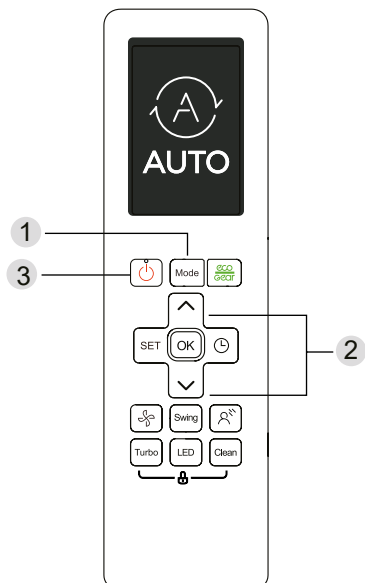 A
AUTO
1
3
Mode
eco
Gear
SET
OK
2
Swing
Turbo
LED
Clean